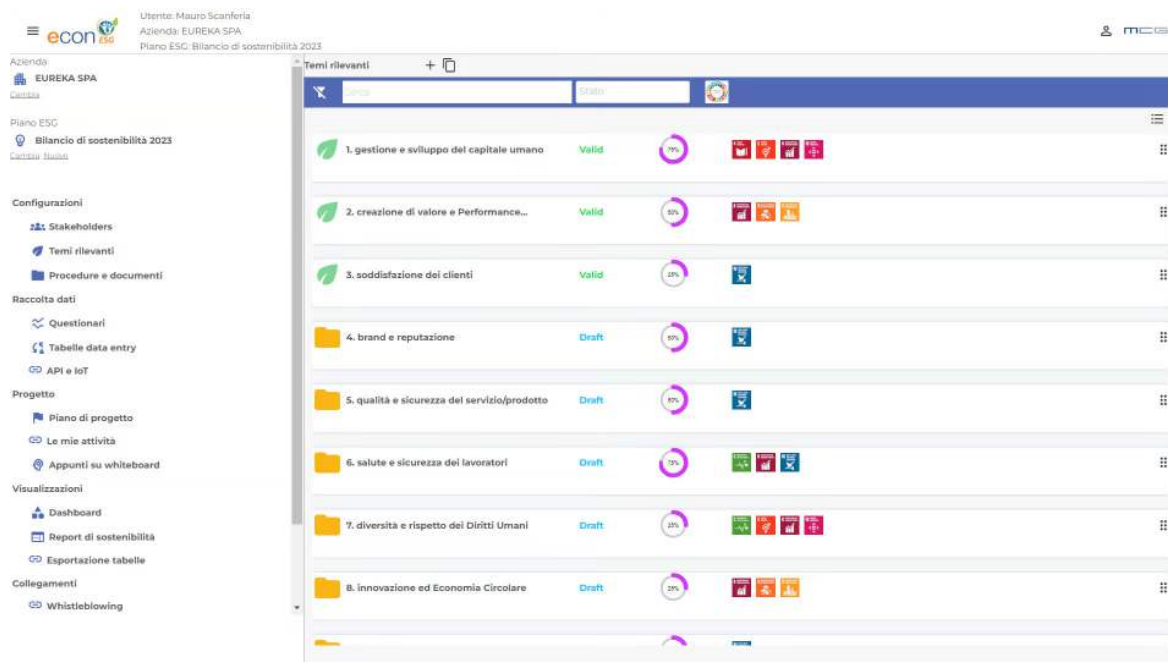 Utente: Mauro Scanferla
Azienda: EUREKA SPA
Piano ESG: Bilancio di sostenibilità 2023
econ ESG
Azienda
EUREKA SPA
Cambia
Piano ESG
Bilancio di sostenibilità 2023
Cambia Nuovo
Configurazioni
Stakeholders
Temi rilevanti
Procedure e documenti
Raccolta dati
Questionari
Tabelle data entry
API e IoT
Progetto
Piano di progetto
Le mie attività
Appunti su whiteboard
Visualizzazioni
Dashboard
Report di sostenibilità
Esportazione tabelle
Collegamenti
Whistleblowing
Temi rilevanti
Cerca Stato
1. gestione e sviluppo del capitale umano Valid
2. creazione di valore e Performance... Valid
3. soddisfazione dei clienti Valid
4. brand e reputazione Draft
5. qualità e sicurezza del servizio/prodotto Draft
6. salute e sicurezza dei lavoratori Draft
7. diversità e rispetto dei Diritti Umani Draft
8. innovazione ed Economia Circolare Draft